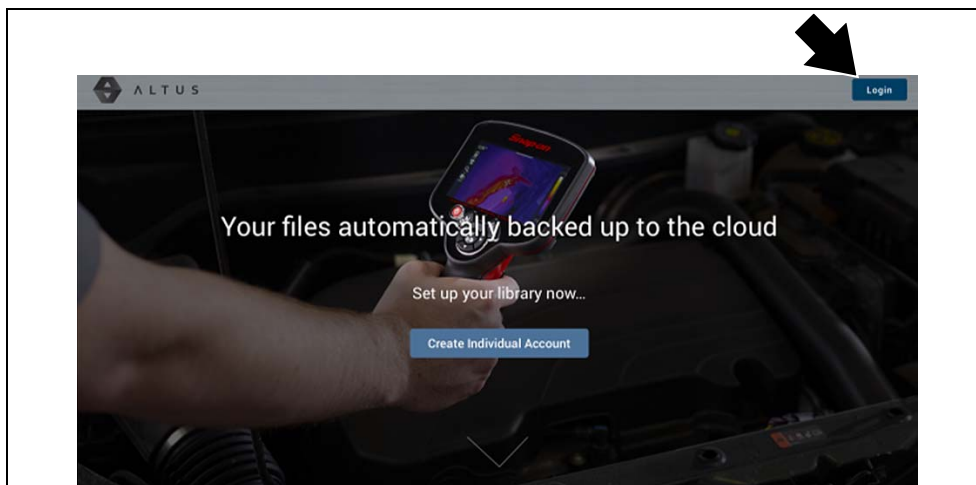 ALTUS
Login
Snap-on
Your files automatically backed up to the cloud
Set up your library now...
Create Individual Account